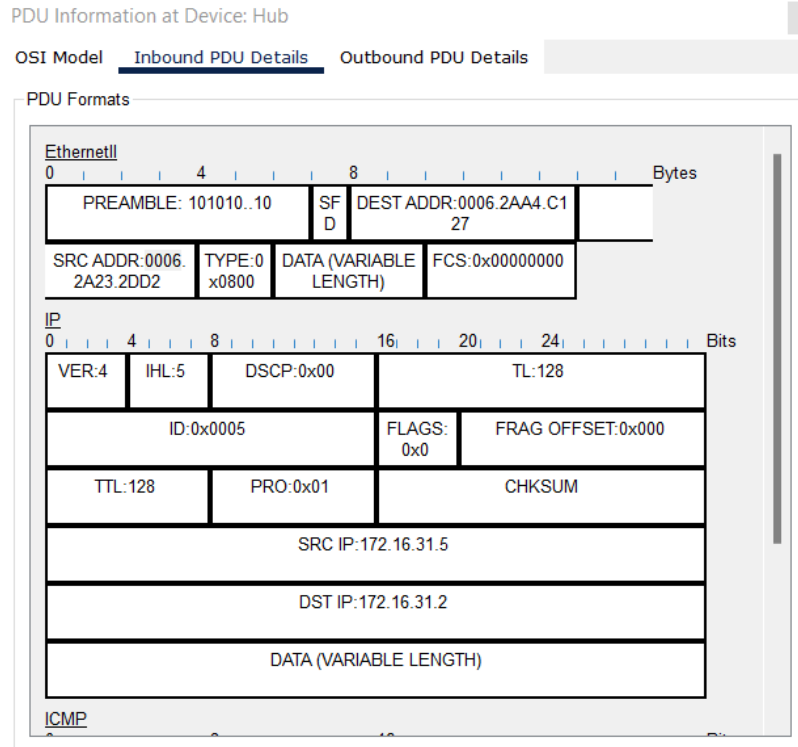 PDU Information at Device: Hub
OSI Model Inbound PDU Details Outbound PDU Details
PDU Formats
EthernetII
0 4 8 Bytes
PREAMBLE: 101010..10 SF DEST ADDR:0006.2AA4.C1
D 27
SRC ADDR:0006. TYPE:0 DATA (VARIABLE FCS:0x00000000
2A23.2DD2 x0800 LENGTH)
IP
0 4 8 16 20 24 Bits
VER:4 IHL:5 DSCP:0x00 TL:128
ID:0x0005 FLAGS: FRAG OFFSET:0x000
0x0
TTL:128 PRO:0x01 CHKSUM
SRC IP:172.16.31.5
DST IP:172.16.31.2
DATA (VARIABLE LENGTH)
ICMP